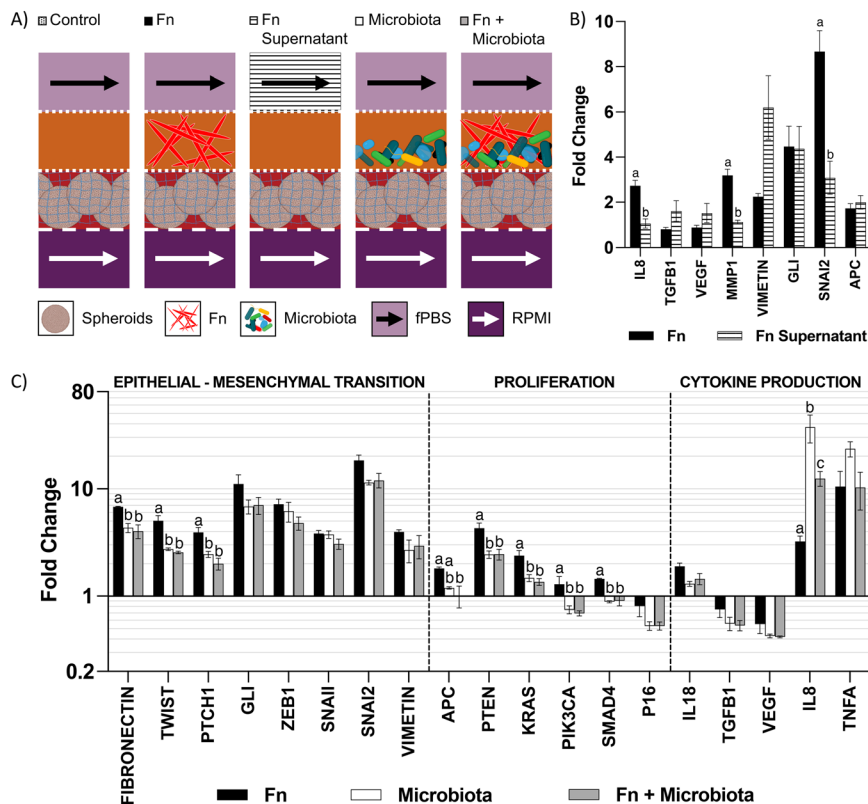 A)
Control
Fn
Fn
Supernatant
Microbiota
Fn +
Microbiota
Spheroids
Fn
Microbiota
fPBS
RPMI
B)
Fold Change
10
8
6
4
2
0
a
b
a
b
a
b
IL8
TGFB1
VEGF
MMP1
VIMETIN
GLI
SNAI2
APC
Fn
Fn Supernatant
C)
EPITHELIAL - MESENCHYMAL TRANSITION
PROLIFERATION
CYTOKINE PRODUCTION
Fold Change
80
10
1
0.2
a
b b
a
b b
a
b
b
a
a
b
b
a
b b
a
b b
a
b b
a
b b
a
b
c
FIBRONECTIN
TWIST
PTCH1
GLI
ZEB1
SNAII
SNAI2
VIMETIN
APC
PTEN
KRAS
PIK3CA
SMAD4
P16
IL18
TGFB1
VEGF
IL8
TNFA
Fn
Microbiota
Fn + Microbiota